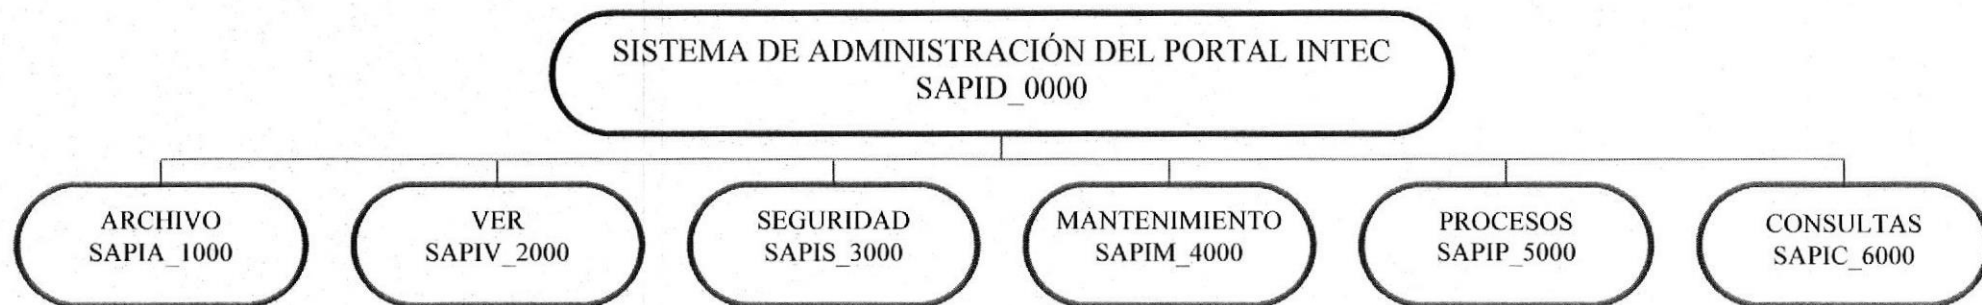 SISTEMA DE ADMINISTRACIÓN DEL PORTAL INTEC
SAPID_0000
ARCHIVO
SAPIA_1000
VER
SAPIV_2000
SEGURIDAD
SAPIS_3000
MANTENIMIENTO
SAPIM_4000
PROCESOS
SAPIP_5000
CONSULTAS
SAPIC_6000